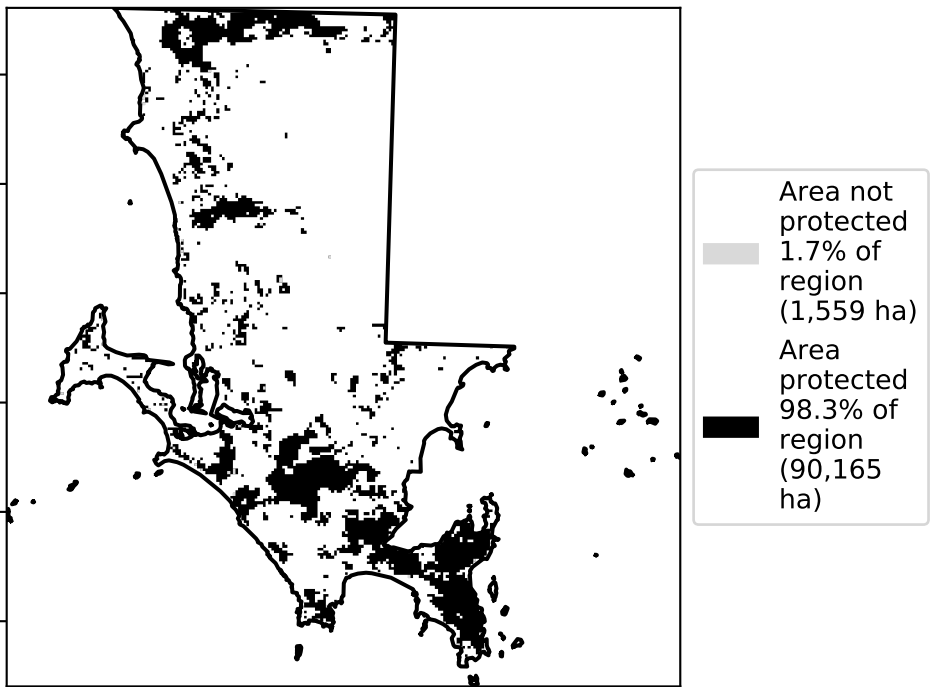 Area not
protected
1.7% of
region
(1,559 ha)
Area
protected
98.3% of
region
(90,165
ha)